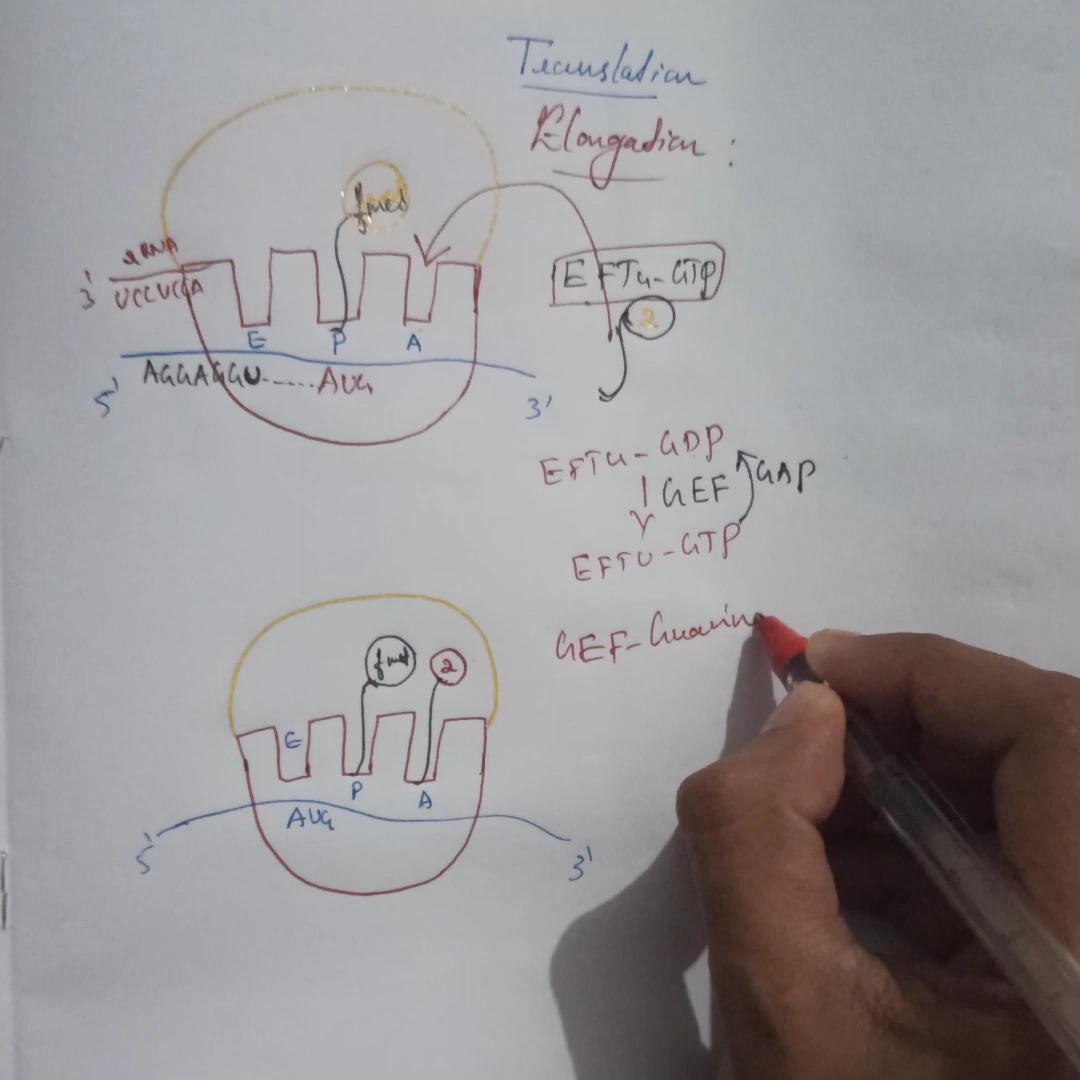 Translation
Elongation :
fmet
rRNA
3' UCCUCCA
EFTu-GTP
2
E P A
AGGAGGU......AUG
5' 3'
EFTu-GDP
GEF GAP
EFTU-GTP
GEF-Guanin
fmet 2
E
P A
AUG
5' 3'